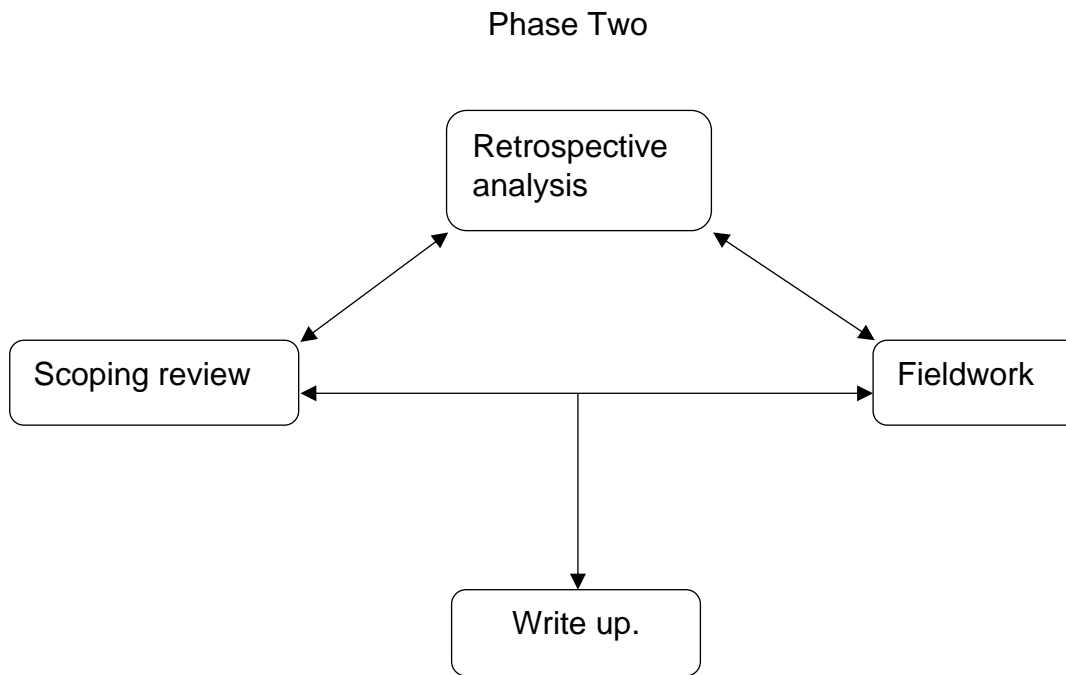 Phase Two
Retrospective
analysis
Scoping review
Fieldwork
Write up.